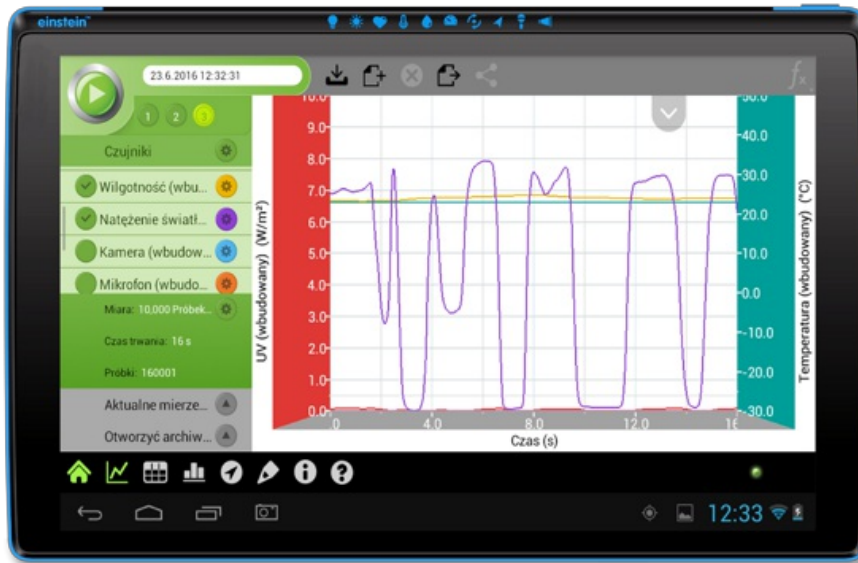 einstein™
23.6.2016 12:32:31
1 2 3
Czujniki
Wilgotność (wbu...
Natężenie światł...
Kamera (wbudow...
Mikrofon (wbudo...
Miara: 10,000 Próbek...
Czas trwania: 16 s
Próbki: 160001
Aktualne mierze...
Otworzyć archiw...
fx
UV (wbudowany) (W/m²)
10.0
9.0
8.0
7.0
6.0
5.0
4.0
3.0
2.0
1.0
0.0
.0 4.0 8.0 12.0 16
Czas (s)
50.0
40.0
30.0
20.0
10.0
0.0
-10.0
-20.0
-30.0
Temperatura (wbudowany) (°C)
12:33